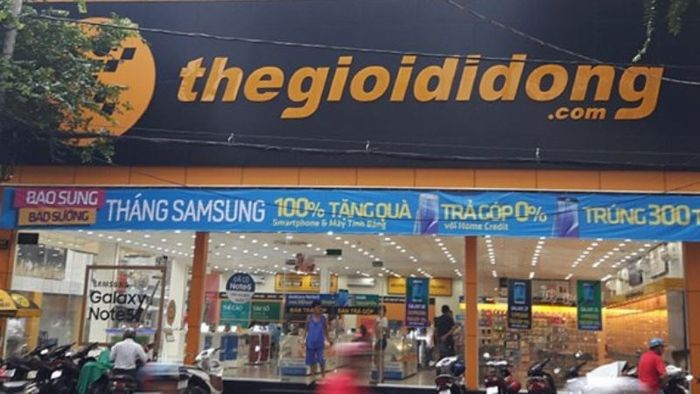 thegioididong
.com
BAO SUNG
BAO SƯỚNG
THÁNG SAMSUNG
100% TẶNG QUÀ
Smartphone & Máy Tính Bảng
TRẢ GÓP 0%
với Home Credit
TRÚNG 300
SAMSUNG
Galaxy
Note5
Note5